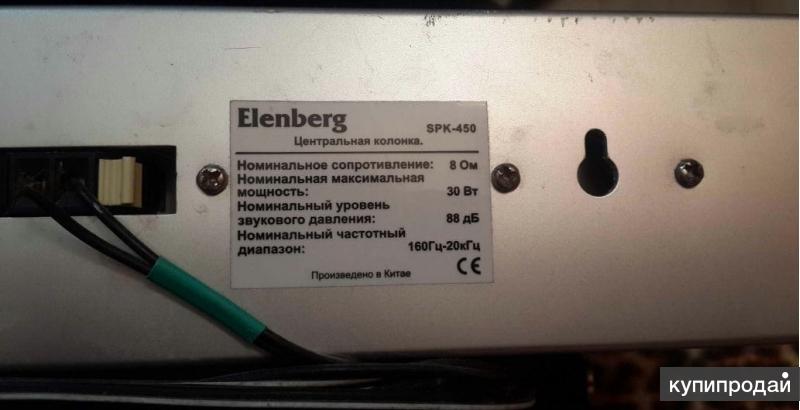 Elenberg SPK-450
Центральная колонка.
Номинальное сопротивление: 8 Ом
Номинальная максимальная
мощность: 30 Вт
Номинальный уровень
звукового давления: 88 дБ
Номинальный частотный
диапазон: 160Гц-20кГц
Произведено в Китае CE
купипродай